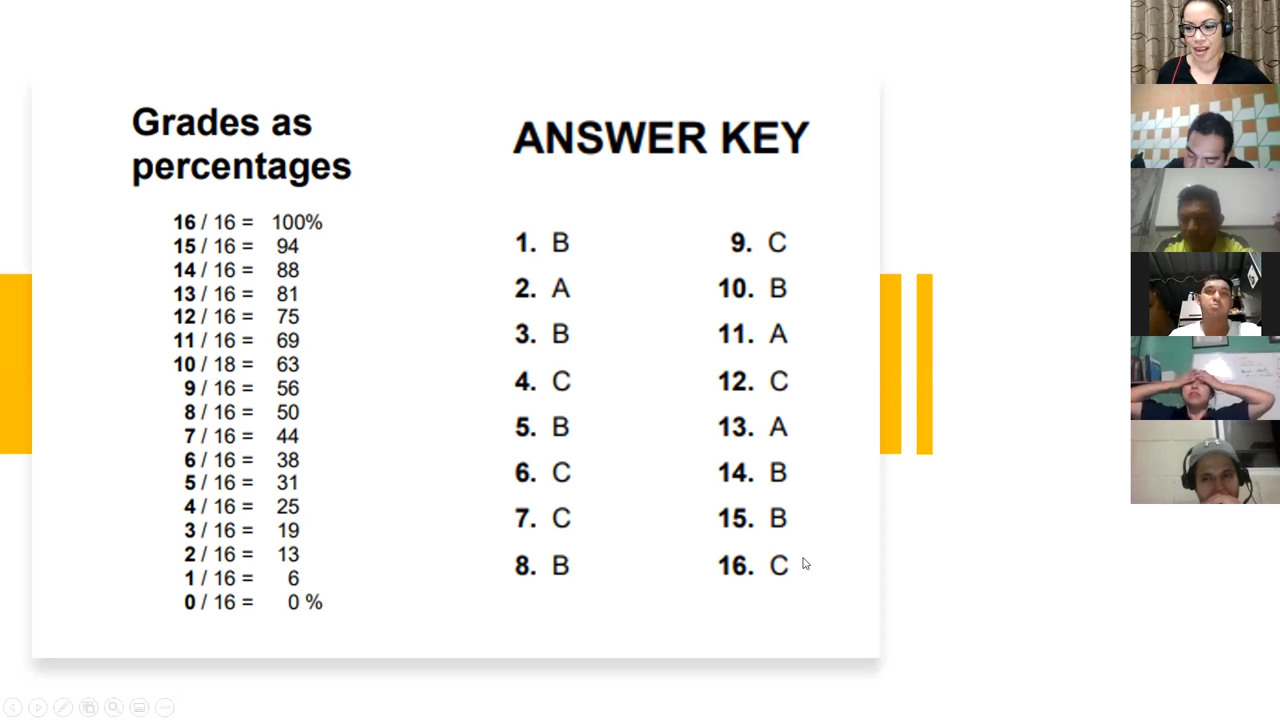 Grades as
percentages
16 / 16 = 100%
15 / 16 = 94
14 / 16 = 88
13 / 16 = 81
12 / 16 = 75
11 / 16 = 69
10 / 18 = 63
9 / 16 = 56
8 / 16 = 50
7 / 16 = 44
6 / 16 = 38
5 / 16 = 31
4 / 16 = 25
3 / 16 = 19
2 / 16 = 13
1 / 16 = 6
0 / 16 = 0 %
ANSWER KEY
1. B
2. A
3. B
4. C
5. B
6. C
7. C
8. B
9. C
10. B
11. A
12. C
13. A
14. B
15. B
16. C